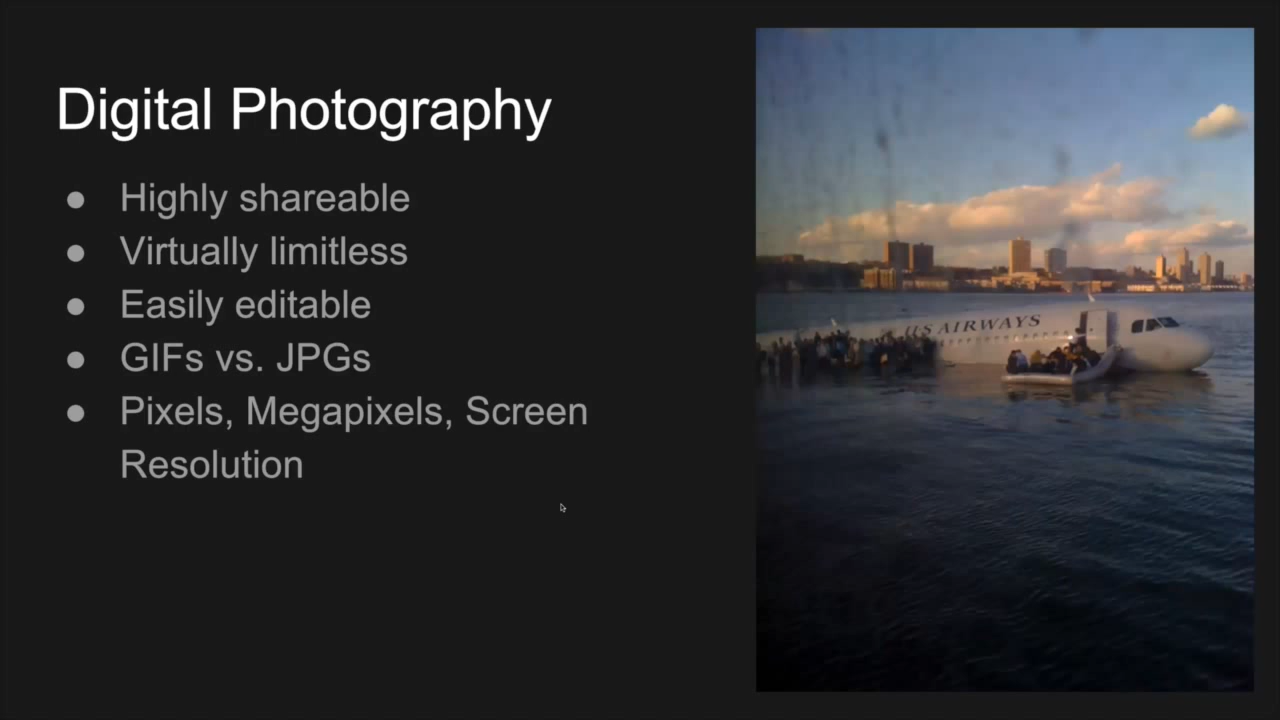 Digital Photography
● Highly shareable
● Virtually limitless
● Easily editable
● GIFs vs. JPGs
● Pixels, Megapixels, Screen
Resolution
US AIRWAYS